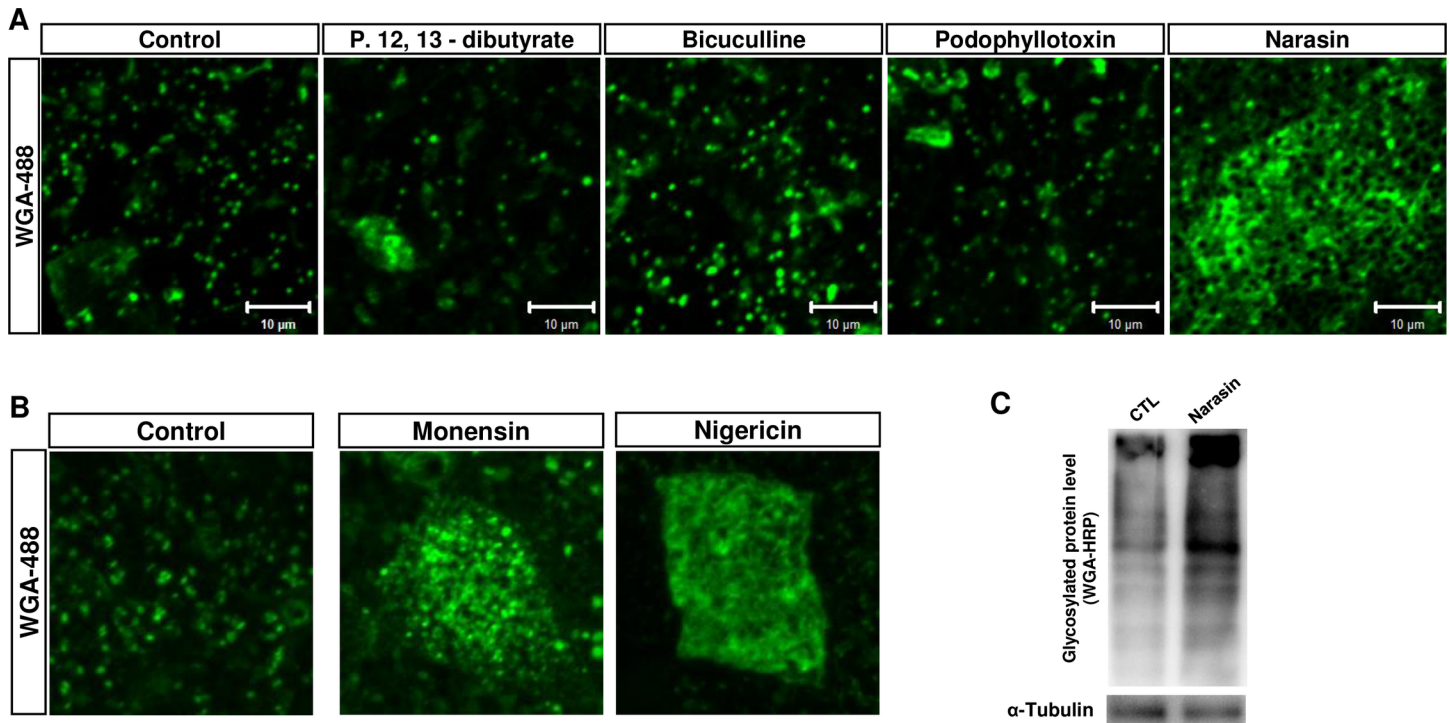 A
Control
P. 12, 13 - dibutyrate
Bicuculline
Podophyllotoxin
Narasin
WGA-488
10 µm
10 µm
10 µm
10 µm
10 µm
B
Control
Monensin
Nigericin
WGA-488
C
CTL
Narasin
Glycosylated protein level
(WGA-HRP)
α-Tubulin